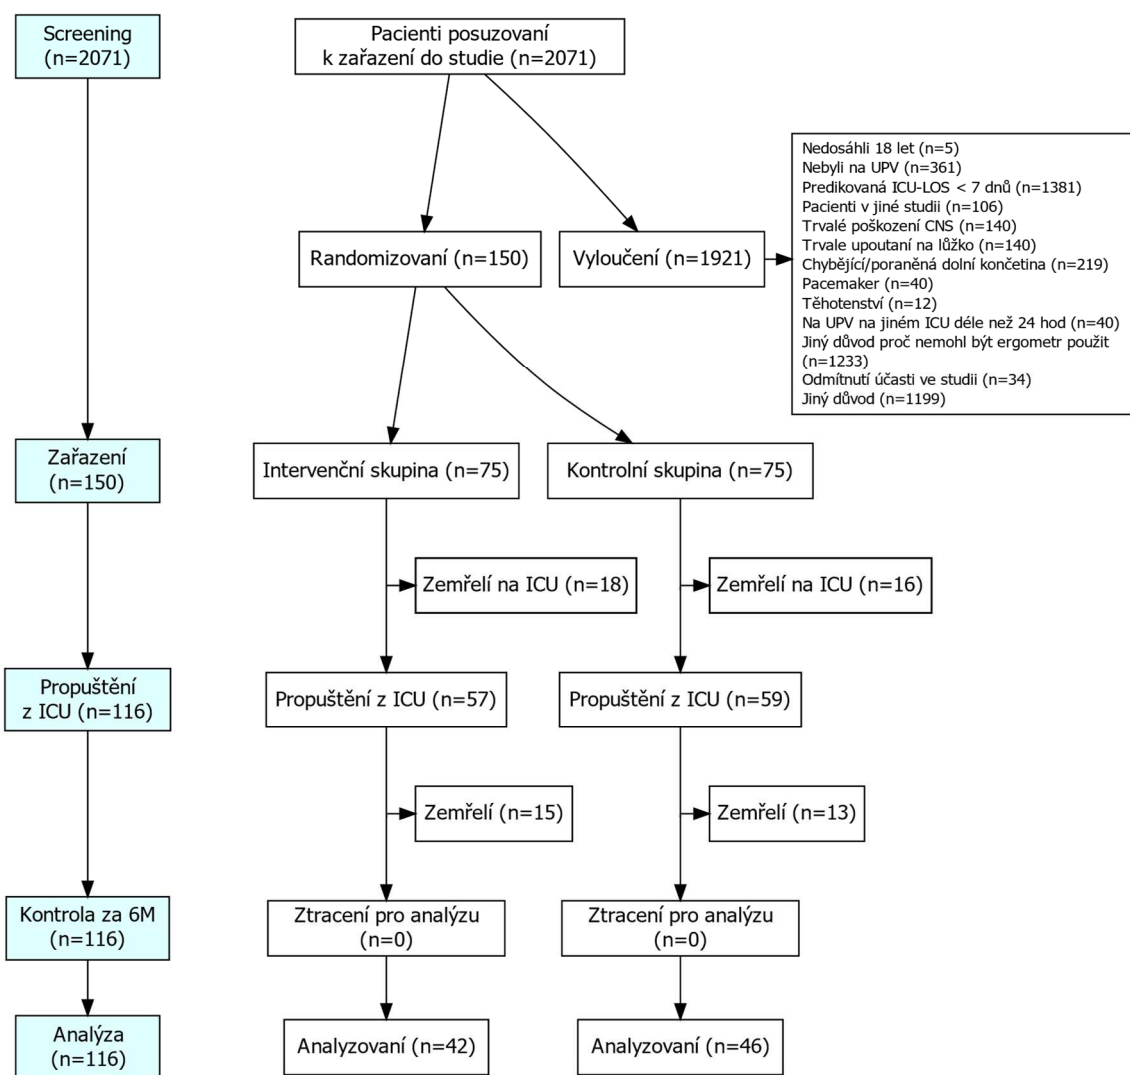 Screening
(n=2071)
Pacienti posuzovaní
k zařazení do studie (n=2071)
Nedosáhli 18 let (n=5)
Nebyli na UPV (n=361)
Predikovaná ICU-LOS < 7 dnů (n=1381)
Pacienti v jiné studii (n=106)
Trvalé poškození CNS (n=140)
Trvale upoutaní na lůžko (n=140)
Chybějící/poraněná dolní končetina (n=219)
Pacemaker (n=40)
Těhotenství (n=12)
Na UPV na jiném ICU déle než 24 hod (n=40)
Jiný důvod proč nemohl být ergometr použit
(n=1233)
Odmítnutí účasti ve studii (n=34)
Jiný důvod (n=1199)
Randomizovaní (n=150)
Vyloučení (n=1921)
Zařazení
(n=150)
Intervenční skupina (n=75)
Kontrolní skupina (n=75)
Zemřelí na ICU (n=18)
Zemřelí na ICU (n=16)
Propuštění
z ICU (n=116)
Propuštění z ICU (n=57)
Propuštění z ICU (n=59)
Zemřelí (n=15)
Zemřelí (n=13)
Kontrola za 6M
(n=116)
Ztracení pro analýzu
(n=0)
Ztracení pro analýzu
(n=0)
Analýza
(n=116)
Analyzovaní (n=42)
Analyzovaní (n=46)